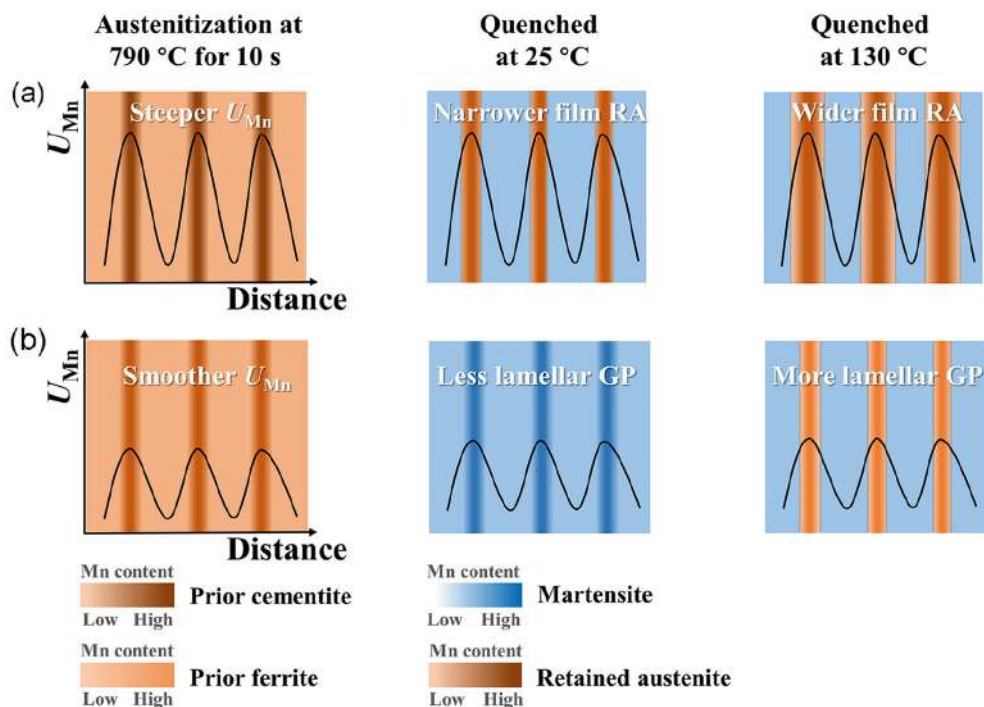 Austenitization at
790 °C for 10 s
Quenched
at 25 °C
Quenched
at 130 °C
(a)
U_Mn
Steeper U_Mn
Narrower film RA
Wider film RA
Distance
(b)
U_Mn
Smoother U_Mn
Less lamellar GP
More lamellar GP
Distance
Mn content
Prior cementite
Low High
Mn content
Martensite
Low High
Mn content
Prior ferrite
Low High
Mn content
Retained austenite
Low High